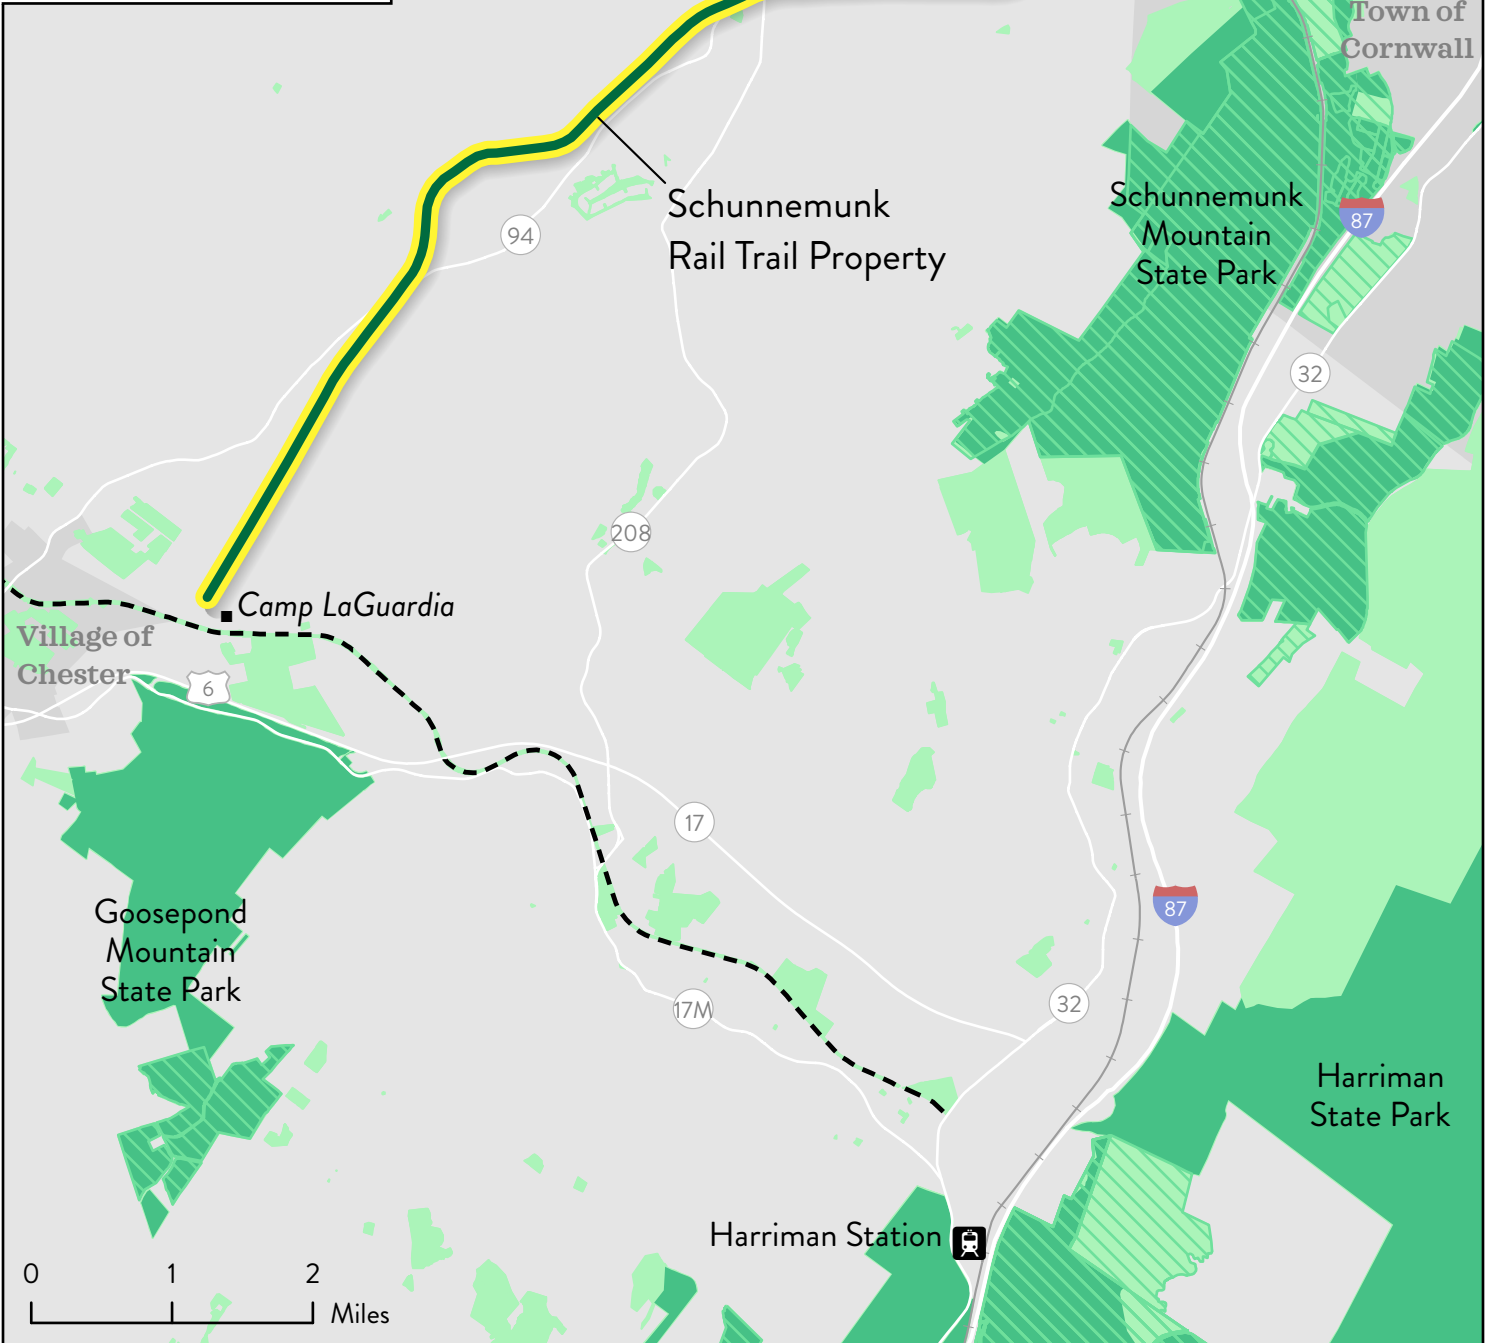 Town of
Cornwall
Schunnemunk
Mountain
State Park
87
Schunnemunk
Rail Trail Property
94
32
208
Camp LaGuardia
Village of
Chester
6
17
87
Goosepond
Mountain
State Park
17M
32
Harriman
State Park
Harriman Station
0 1 2
Miles